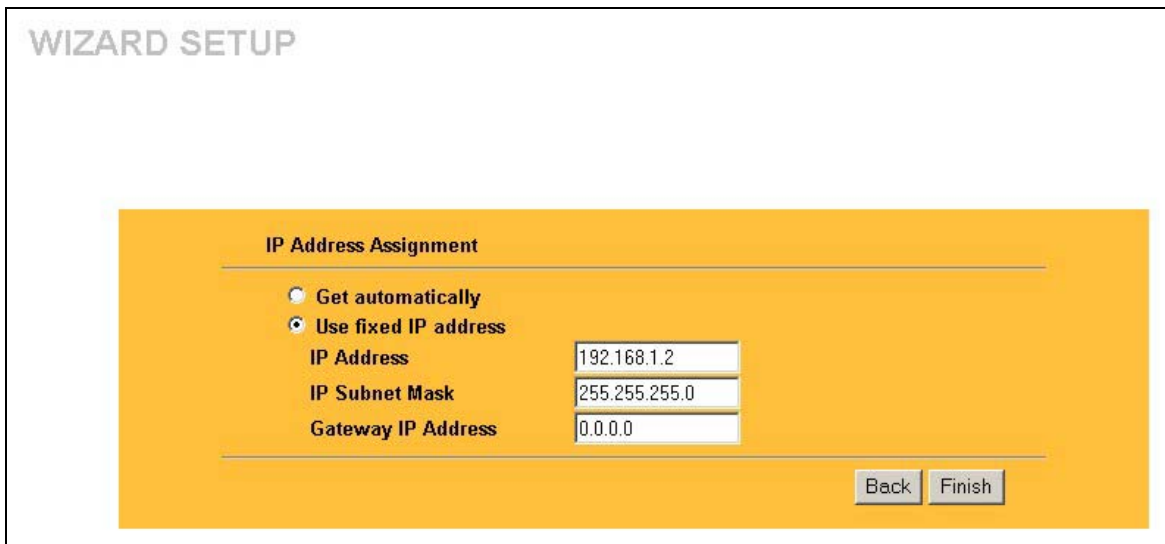 WIZARD SETUP
IP Address Assignment
Get automatically
Use fixed IP address
IP Address 192.168.1.2
IP Subnet Mask 255.255.255.0
Gateway IP Address 0.0.0.0
Back Finish